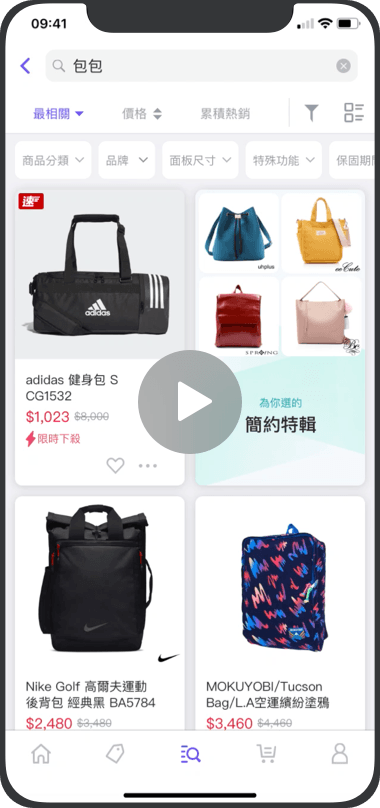 09:41
包包
最相關
價格
累積熱銷
商品分類
品牌
面板尺寸
特殊功能
保固期
速
adidas
adidas 健身包 S
CG1532
$1,023 $8,000
限時下殺
uhplus
ceCute
SPRING
為你選的
簡約特輯
Nike Golf 高爾夫運動
後背包 經典黑 BA5784
$2,480 $3,480
MOKUYOBI/Tucson
Bag/L.A空運繽紛塗鴉
$3,460 $4,460